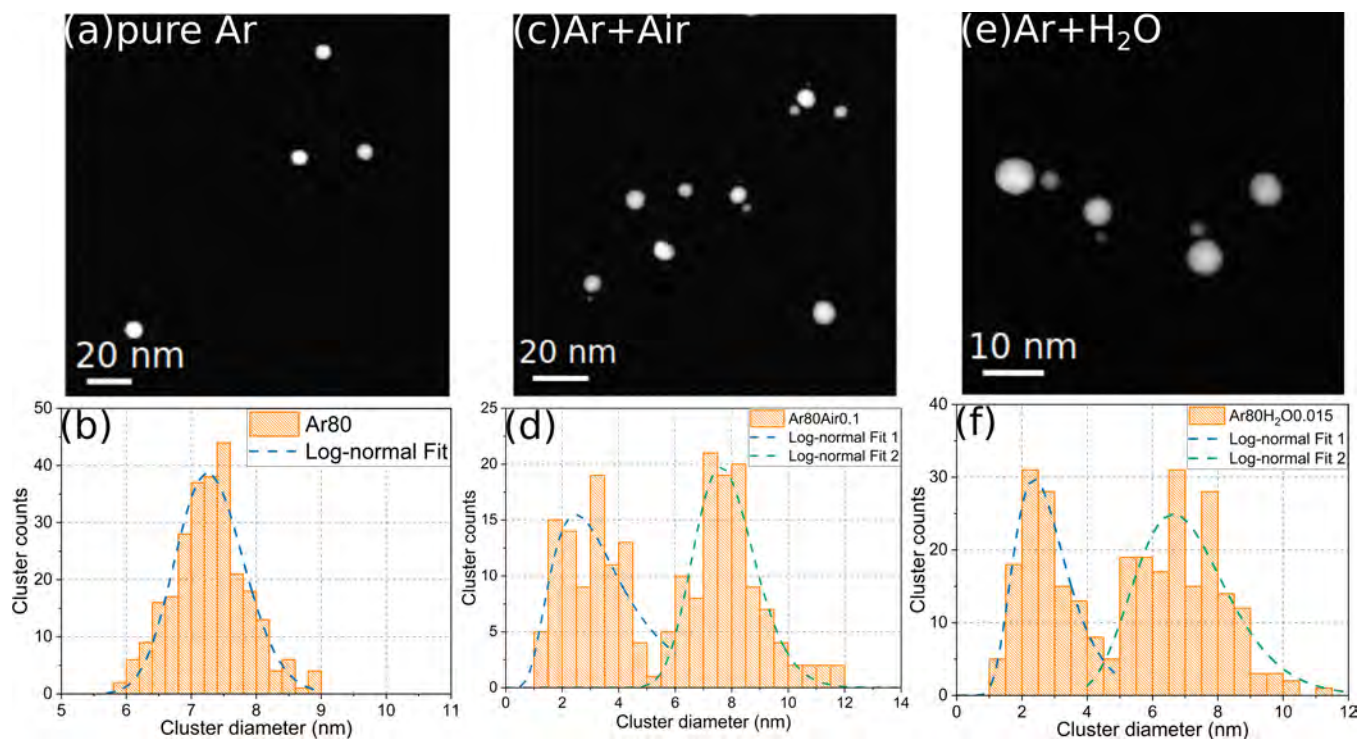 (a)pure Ar
20 nm
(c)Ar+Air
20 nm
(e)Ar+H₂O
10 nm
(b)
Ar80
Log-normal Fit
Cluster counts
50
40
30
20
10
0
5 6 7 8 9 10 11
Cluster diameter (nm)
(d)
Ar80Air0.1
Log-normal Fit 1
Log-normal Fit 2
Cluster counts
25
20
15
10
5
0
0 2 4 6 8 10 12 14
Cluster diameter (nm)
(f)
Ar80H₂O0.015
Log-normal Fit 1
Log-normal Fit 2
Cluster counts
40
30
20
10
0
0 2 4 6 8 10 12
Cluster diameter (nm)